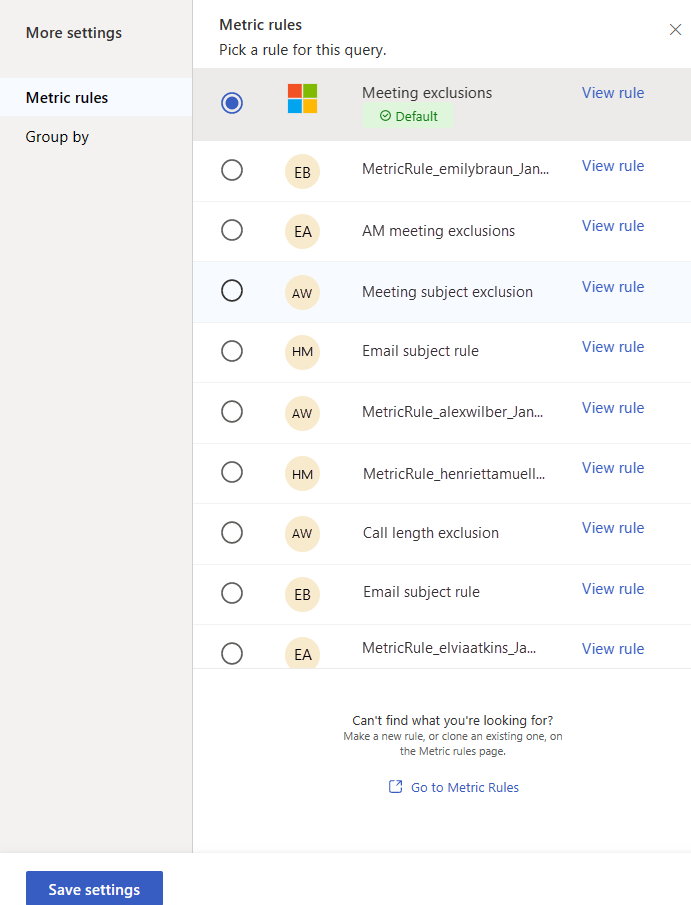 More settings
Metric rules
Group by
Metric rules
Pick a rule for this query.
Meeting exclusions View rule
Default
EB MetricRule_emilybraun_Jan... View rule
EA AM meeting exclusions View rule
AW Meeting subject exclusion View rule
HM Email subject rule View rule
AW MetricRule_alexwilber_Jan... View rule
HM MetricRule_henriettamuell... View rule
AW Call length exclusion View rule
EB Email subject rule View rule
EA MetricRule_elviaatkins_Ja... View rule
Can't find what you're looking for?
Make a new rule, or clone an existing one, on
the Metric rules page.
Go to Metric Rules
Save settings